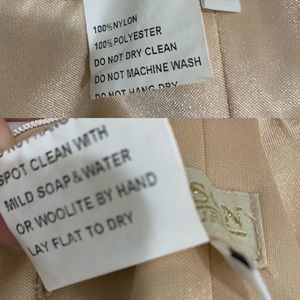 100%NYLON
100%POLYESTER
DO NOT DRY CLEAN
DO NOT MACHINE WASH
DO NOT HANG DRY
SPOT CLEAN WITH
MILD SOAP&WATER
OR WOOLITE BY HAND
LAY FLAT TO DRY